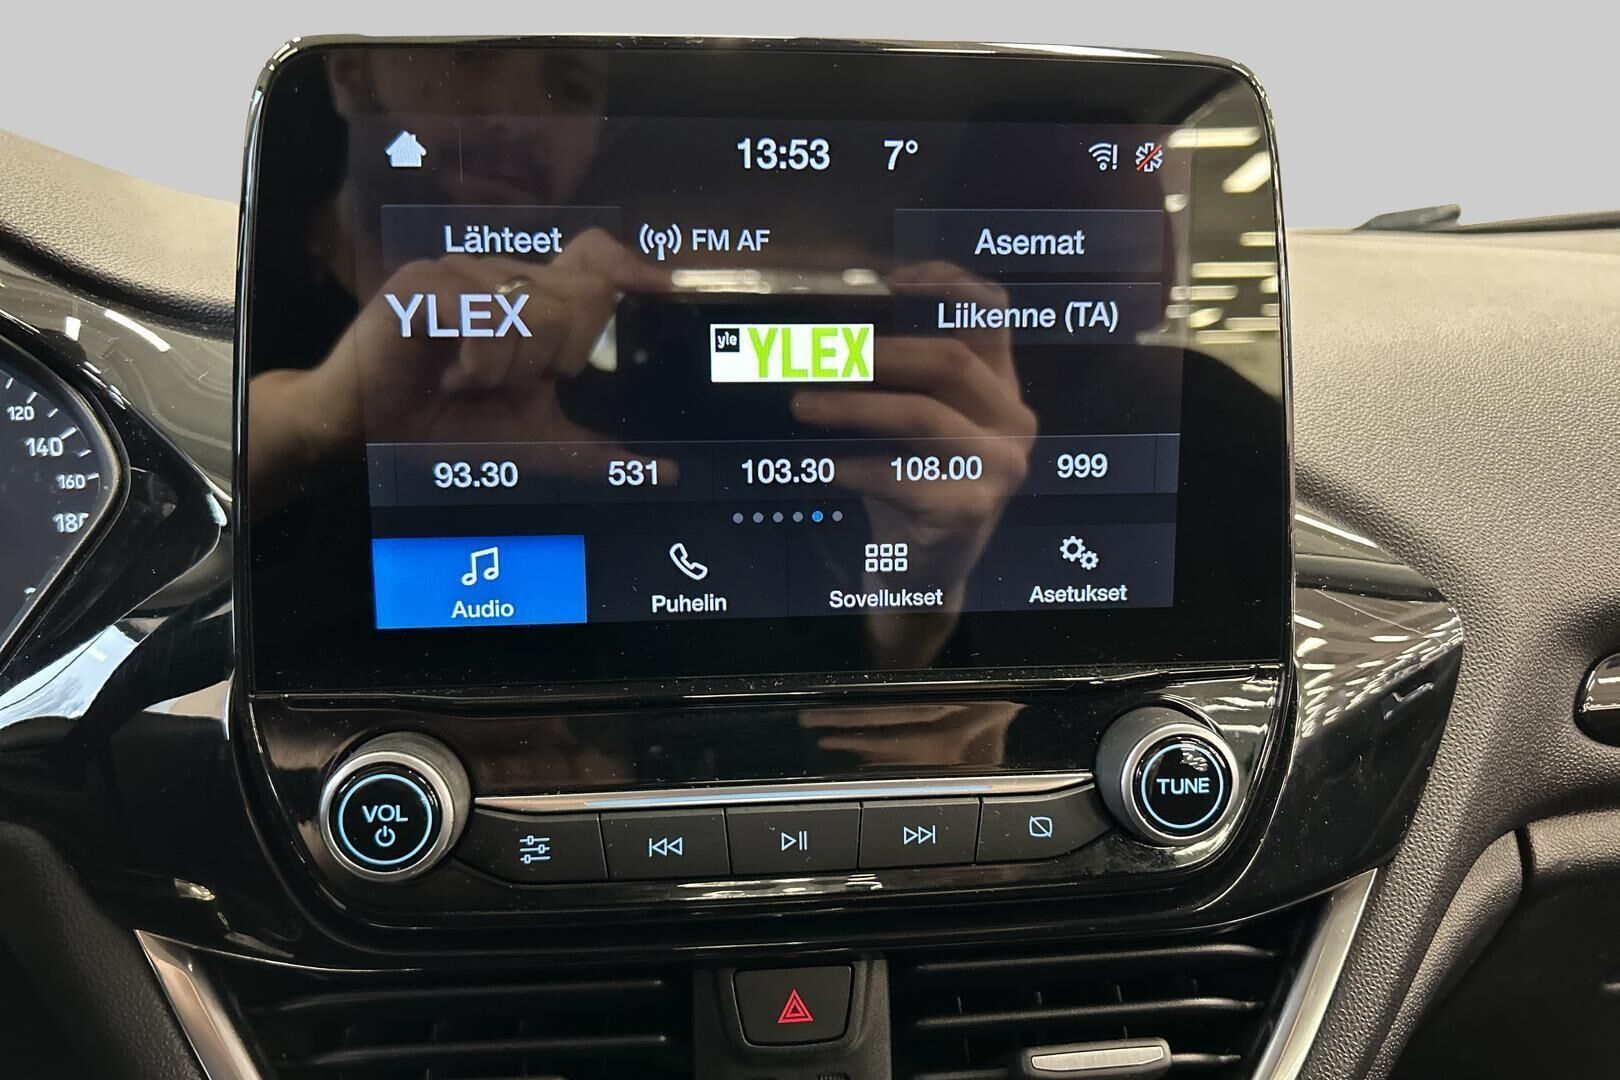 13:53 7°
Lähteet FM AF Asemat
YLEX Liikenne (TA)
yle YLEX
93.30 531 103.30 108.00 999
Audio Puhelin Sovellukset Asetukset
120
140
160
180
VOL TUNE